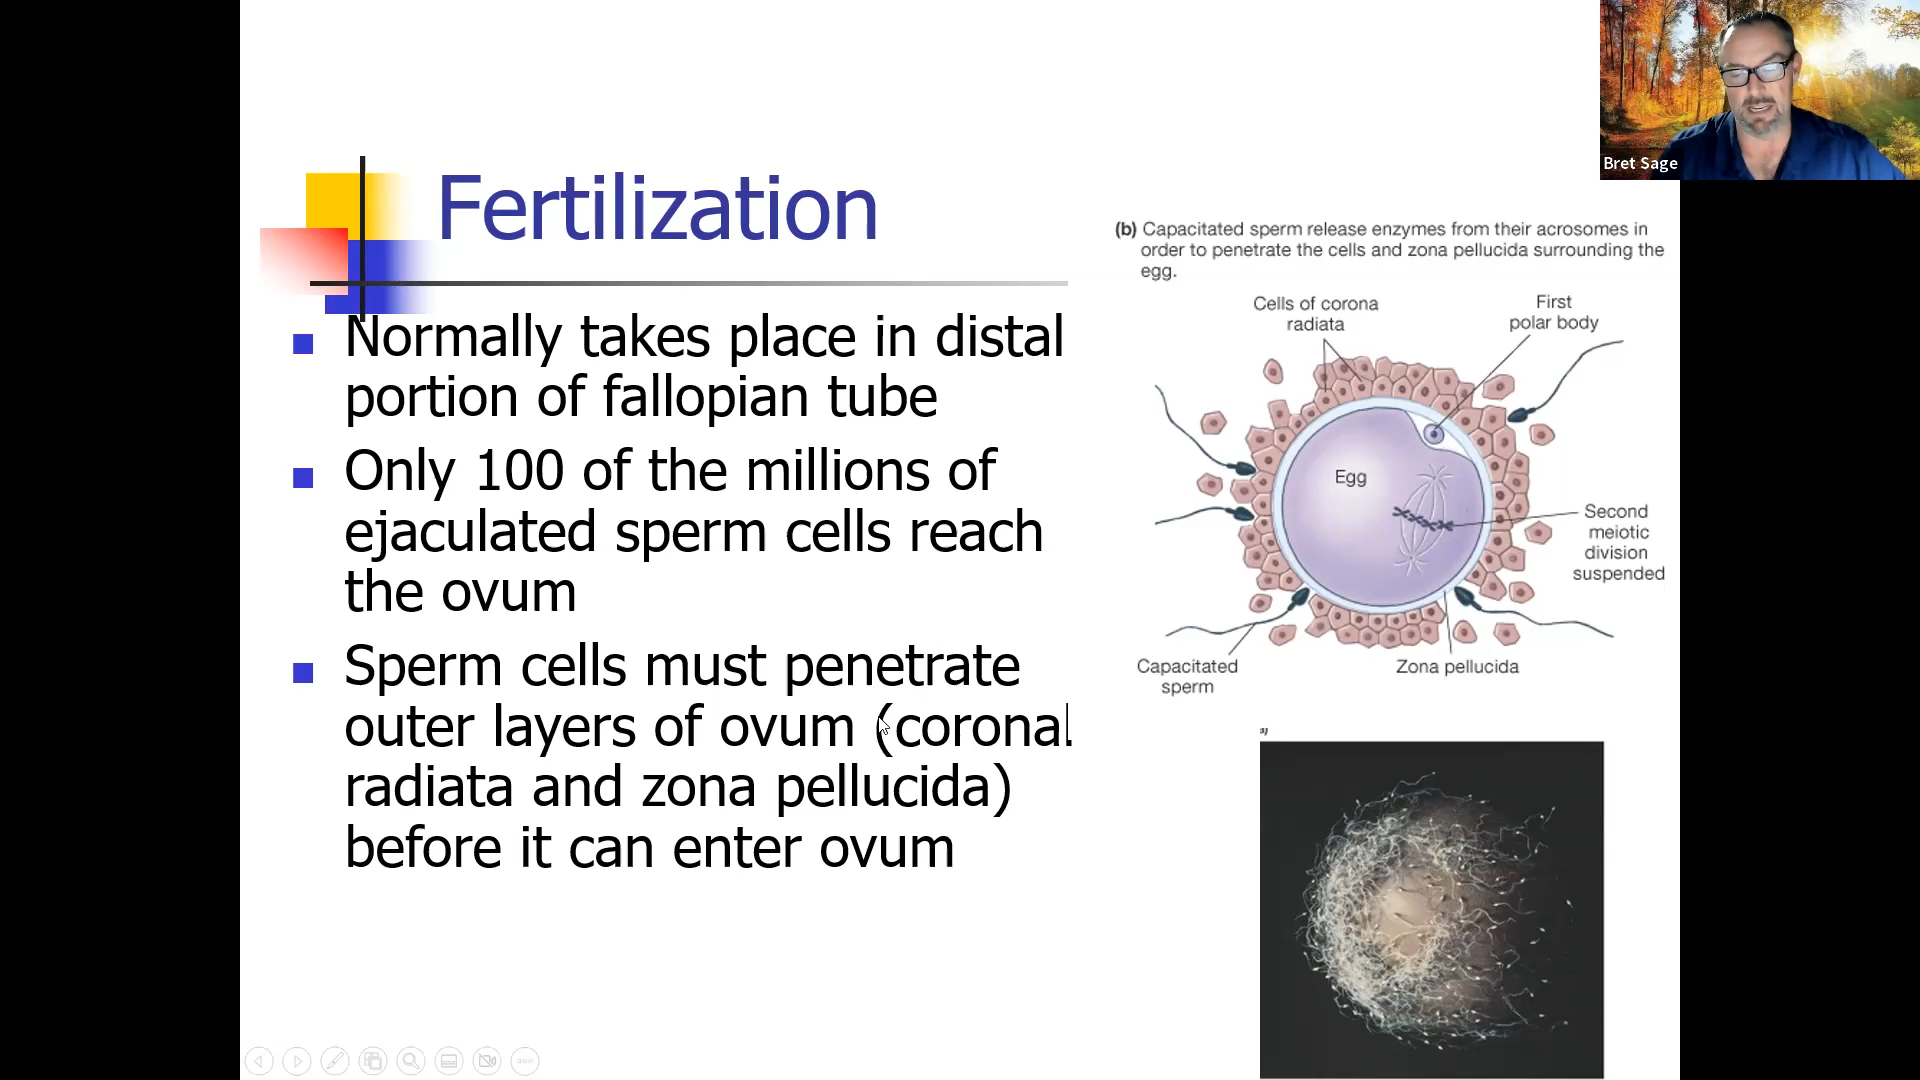 Fertilization
Normally takes place in distal
portion of fallopian tube
Only 100 of the millions of
ejaculated sperm cells reach
the ovum
Sperm cells must penetrate
outer layers of ovum (coronal
radiata and zona pellucida)
before it can enter ovum
(b) Capacitated sperm release enzymes from their acrosomes in
order to penetrate the cells and zona pellucida surrounding the
egg.
Cells of corona
radiata
First
polar body
Egg
Second
meiotic
division
suspended
Capacitated
sperm
Zona pellucida
Bret Sage